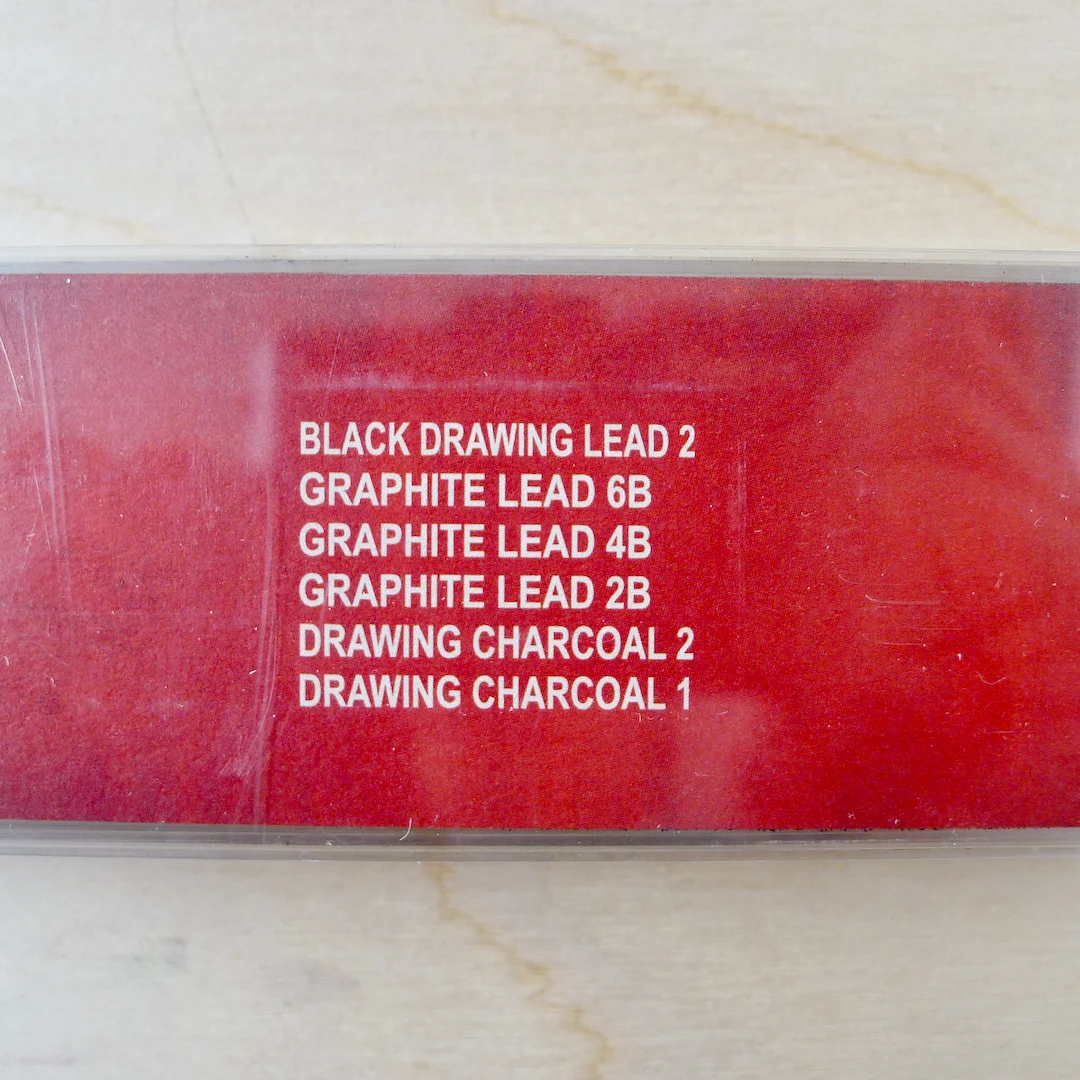 BLACK DRAWING LEAD 2
GRAPHITE LEAD 6B
GRAPHITE LEAD 4B
GRAPHITE LEAD 2B
DRAWING CHARCOAL 2
DRAWING CHARCOAL 1